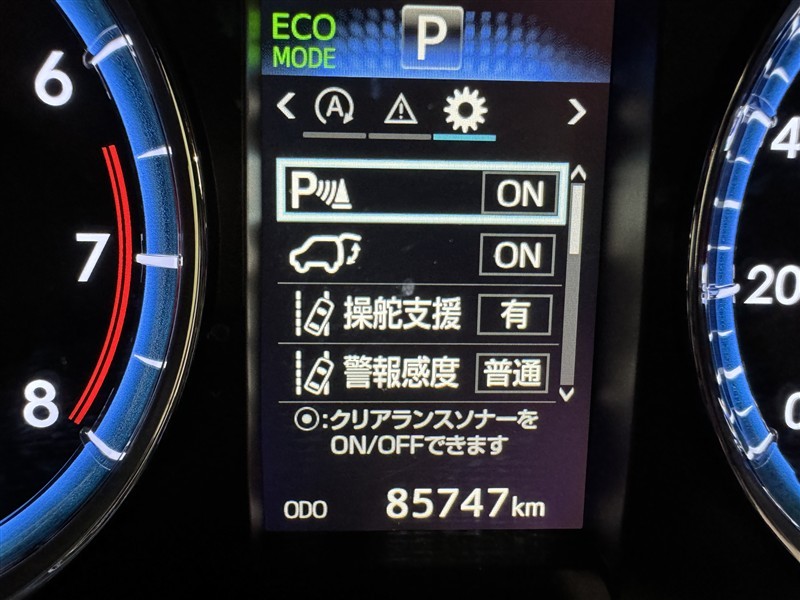 ECO
MODE
P
A
P ON
ON
操舵支援 有
警報感度 普通
◉:クリアランスソナーを
ON/OFFできます
ODO 85747km
6
7
8
20